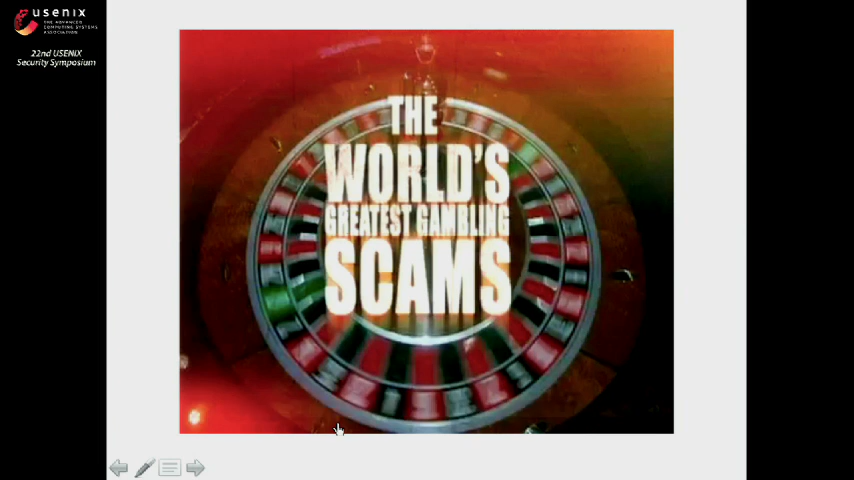 usenix
THE ADVANCED
COMPUTING SYSTEMS
ASSOCIATION
22nd USENIX
Security Symposium
THE
WORLD'S
GREATEST GAMBLING
SCAMS